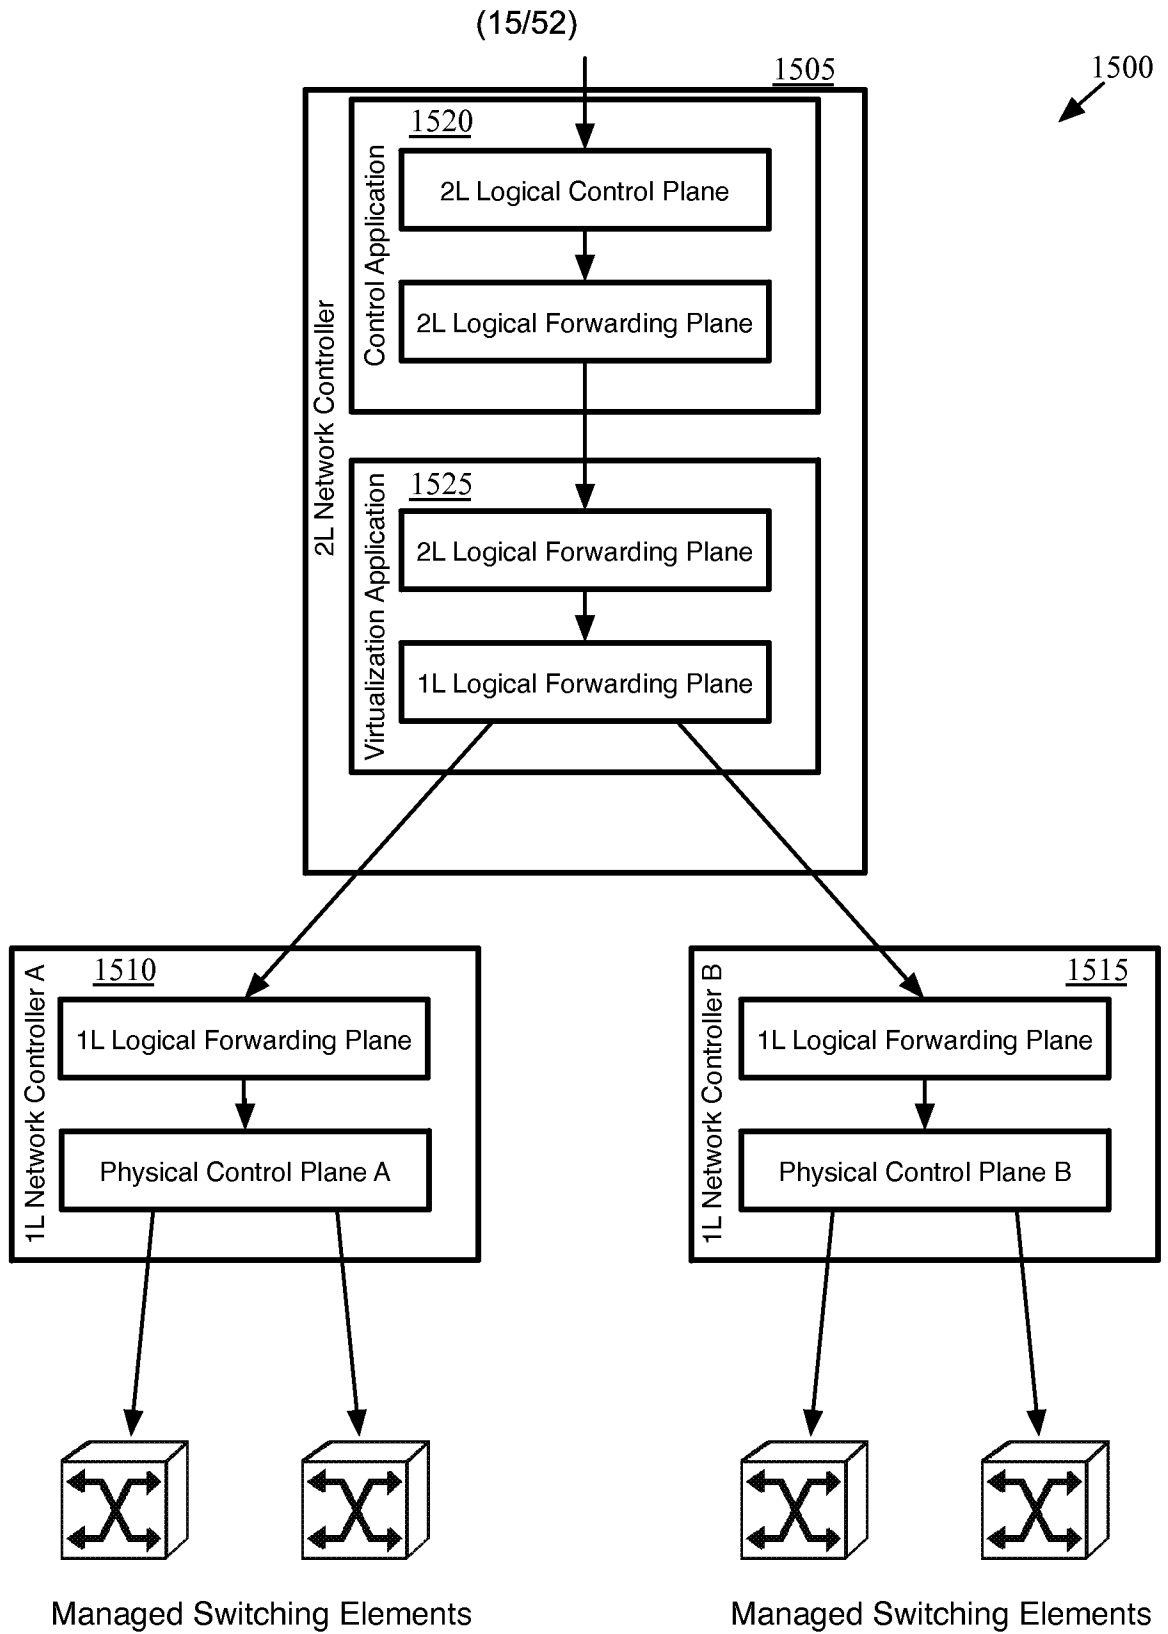 (15/52)
1505
1500
1520
Control Application
2L Logical Control Plane
2L Logical Forwarding Plane
2L Network Controller
1525
Virtualization Application
2L Logical Forwarding Plane
1L Logical Forwarding Plane
1510
1L Network Controller A
1L Logical Forwarding Plane
Physical Control Plane A
1515
1L Network Controller B
1L Logical Forwarding Plane
Physical Control Plane B
Managed Switching Elements
Managed Switching Elements